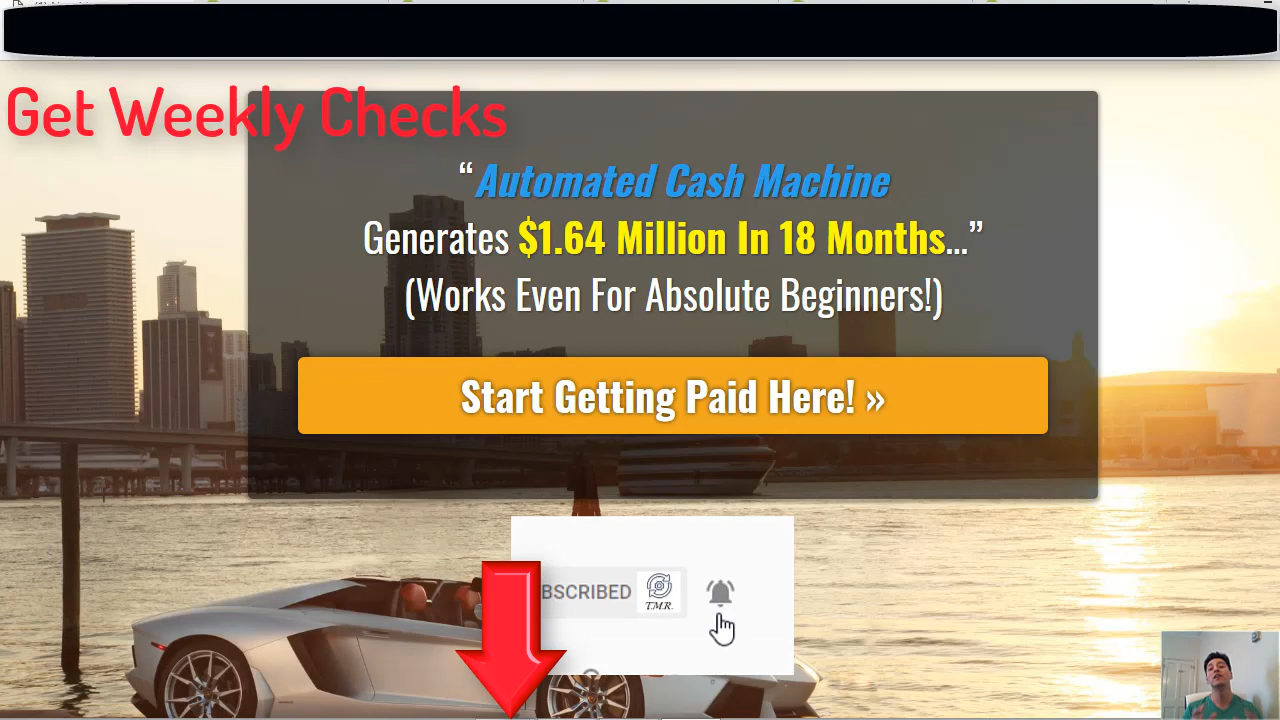 Get Weekly Checks
“Automated Cash Machine
Generates $1.64 Million In 18 Months...”
(Works Even For Absolute Beginners!)
Start Getting Paid Here! »
BSCRIBED
T.M.R.